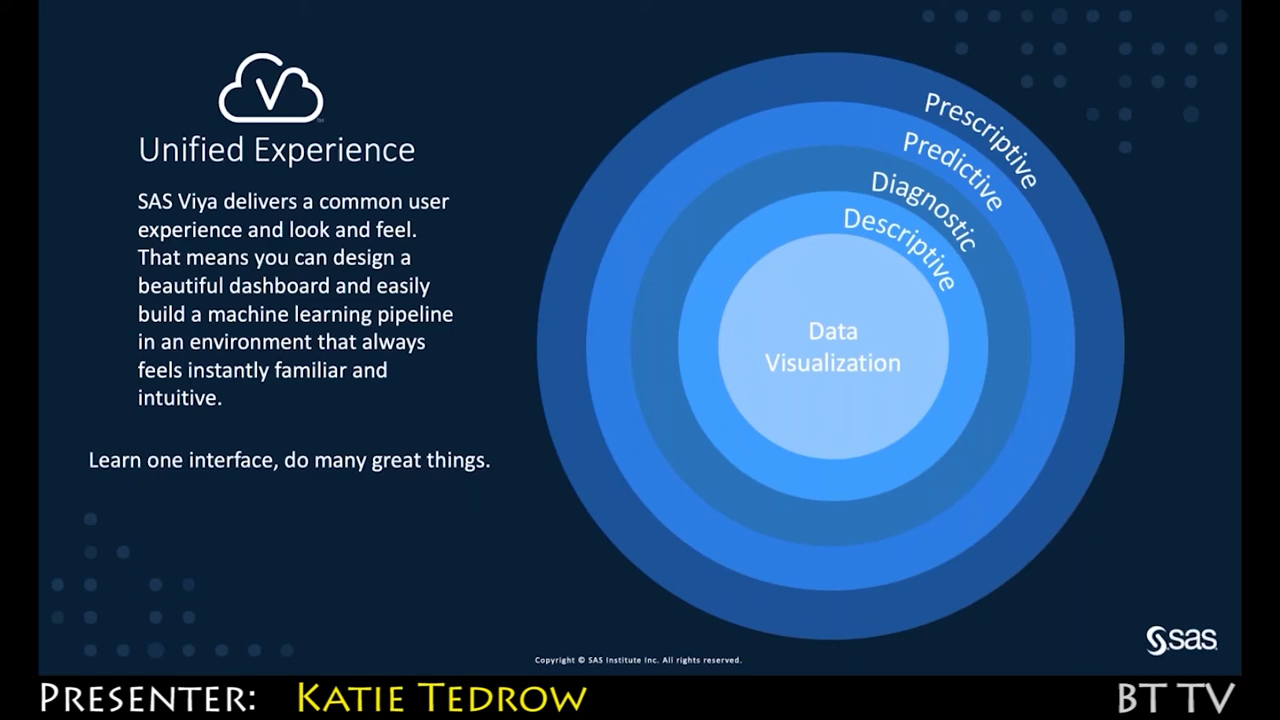 Unified Experience
SAS Viya delivers a common user
experience and look and feel.
That means you can design a
beautiful dashboard and easily
build a machine learning pipeline
in an environment that always
feels instantly familiar and
intuitive.
Learn one interface, do many great things.
Prescriptive
Predictive
Diagnostic
Descriptive
Data
Visualization
sas
Copyright © SAS Institute Inc. All rights reserved.
PRESENTER: KATIE TEDROW
BT TV